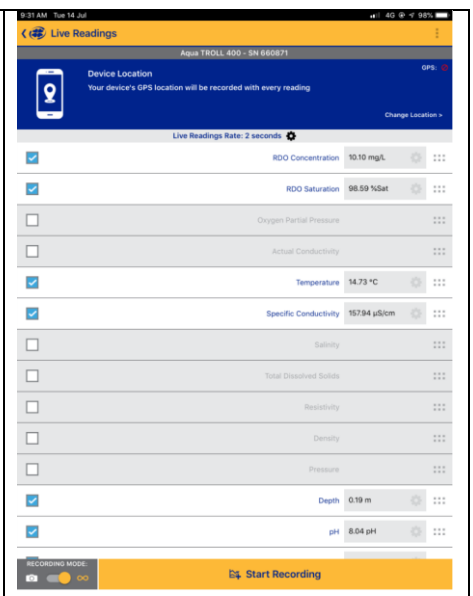 9:31 AM Tue 14 Jul
4G 98%
Live Readings
Aqua TROLL 400 - SN 660871
Device Location
GPS:
Your device's GPS location will be recorded with every reading
Change Location >
Live Readings Rate: 2 seconds
RDO Concentration 10.10 mg/L
RDO Saturation 98.59 %Sat
Oxygen Partial Pressure
Actual Conductivity
Temperature 14.73 °C
Specific Conductivity 157.94 µS/cm
Salinity
Total Dissolved Solids
Resistivity
Density
Pressure
Depth 0.19 m
pH 8.04 pH
RECORDING MODE:
Start Recording